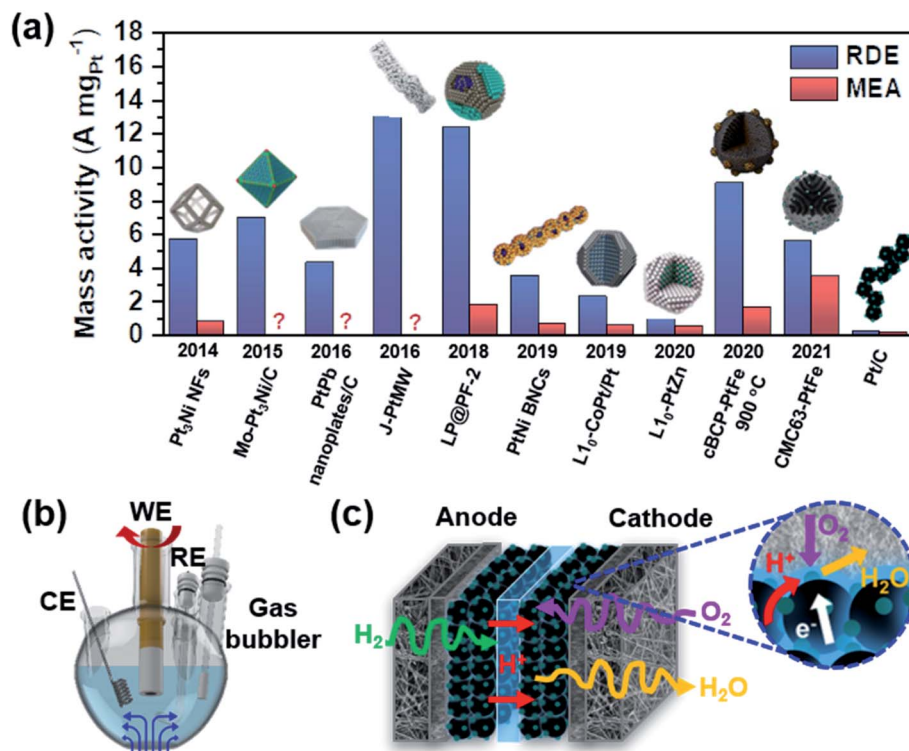 (a)
Mass activity (A mgPt⁻¹)
18
16
14
12
10
8
6
4
2
0
RDE
MEA
?
?
?
2014
2015
2016
2016
2018
2019
2019
2020
2020
2021
Pt₃Ni NFs
Mo-Pt₃Ni/C
PtPb
nanoplates/C
J-PtMW
LP@PF-2
PtNi BNCs
L1₀-CoPt/Pt
L1₀-PtZn
cBCP-PtFe
900 °C
CMC63-PtFe
Pt/C
(b)
WE
RE
CE
Gas
bubbler
(c)
Anode
Cathode
H₂
H⁺
O₂
H₂O
O₂
H⁺
H₂O
e⁻